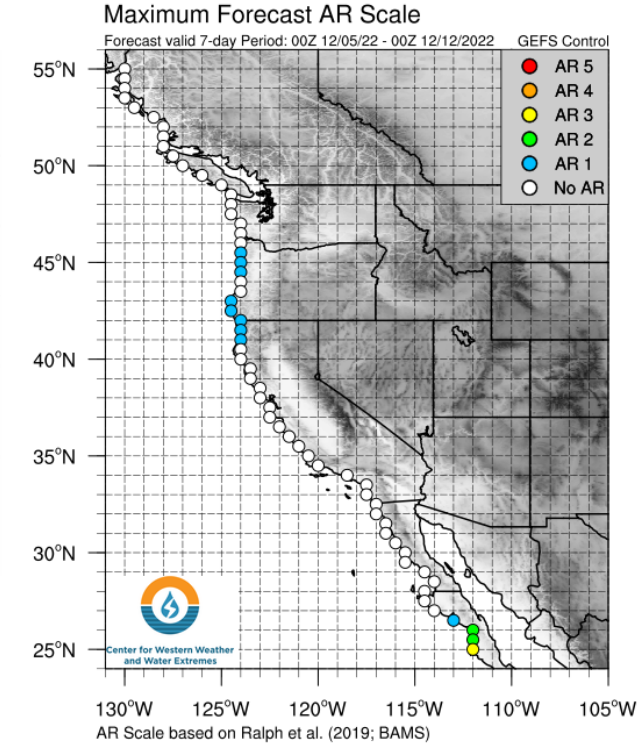 Maximum Forecast AR Scale
Forecast valid 7-day Period: 00Z 12/05/22 - 00Z 12/12/2022 GEFS Control
AR 5
AR 4
AR 3
AR 2
AR 1
No AR
55°N
50°N
45°N
40°N
35°N
30°N
25°N
Center for Western Weather
and Water Extremes
130°W 125°W 120°W 115°W 110°W 105°W
AR Scale based on Ralph et al. (2019; BAMS)